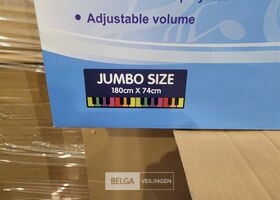 • Adjustable volume
JUMBO SIZE
180cm X 74cm
BELGA VEILINGEN